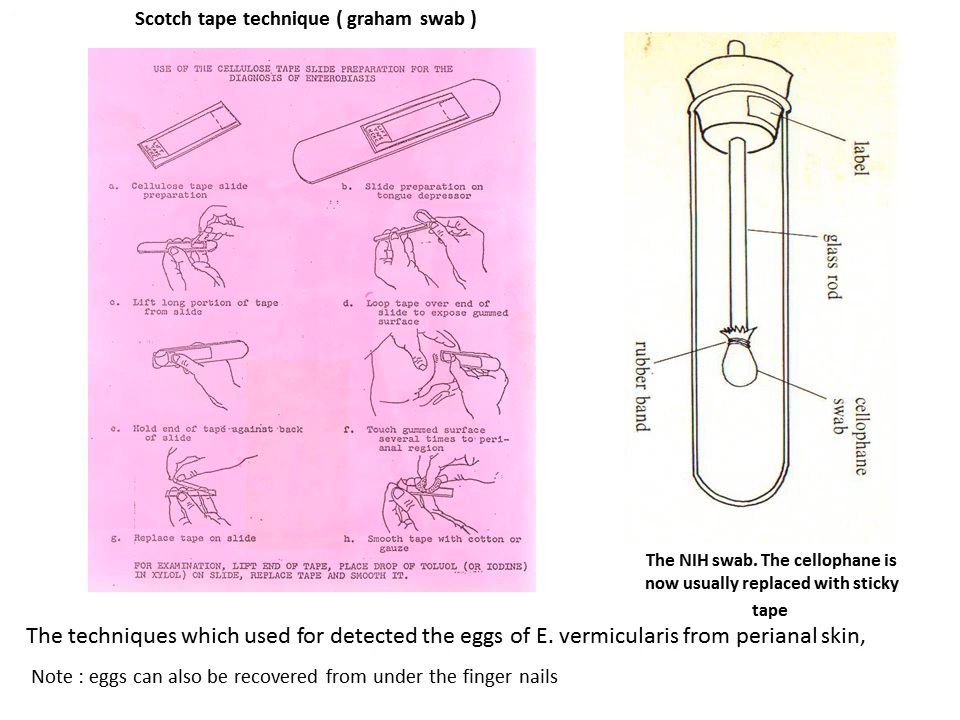 Scotch tape technique ( graham swab )
USE OF THE CELLULOSE TAPE SLIDE PREPARATION FOR THE
DIAGNOSIS OF ENTEROBIASIS
a. Cellulose tape slide
preparation
b. Slide preparation on
tongue depressor
c. Lift long portion of tape
from slide
d. Loop tape over end of
slide to expose gummed
surface
e. Hold end of tape against back
of slide
f. Touch gummed surface
several times to peri-
anal region
g. Replace tape on slide
h. Smooth tape with cotton or
gauze
FOR EXAMINATION, LIFT END OF TAPE, PLACE DROP OF TOLUOL (OR IODINE)
IN XYLOL) ON SLIDE, REPLACE TAPE AND SMOOTH IT.
label
glass rod
rubber band
cellophane
swab
The NIH swab. The cellophane is
now usually replaced with sticky
tape
The techniques which used for detected the eggs of E. vermicularis from perianal skin,
Note : eggs can also be recovered from under the finger nails